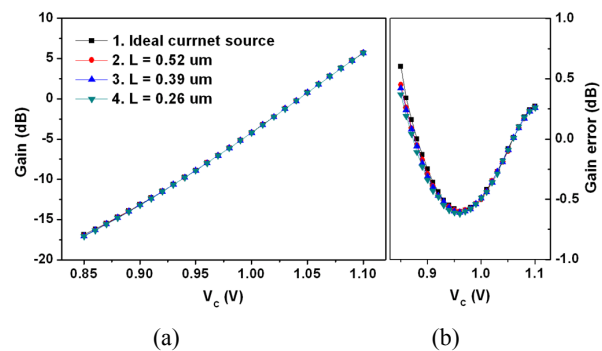 10
5
0
-5
-10
-15
-20
Gain (dB)
1. Ideal currnet source
2. L = 0.52 um
3. L = 0.39 um
4. L = 0.26 um
0.85 0.90 0.95 1.00 1.05 1.10
Vc (V)
(a)
1.0
0.5
0.0
-0.5
-1.0
Gain error (dB)
0.9 1.0 1.1
Vc (V)
(b)